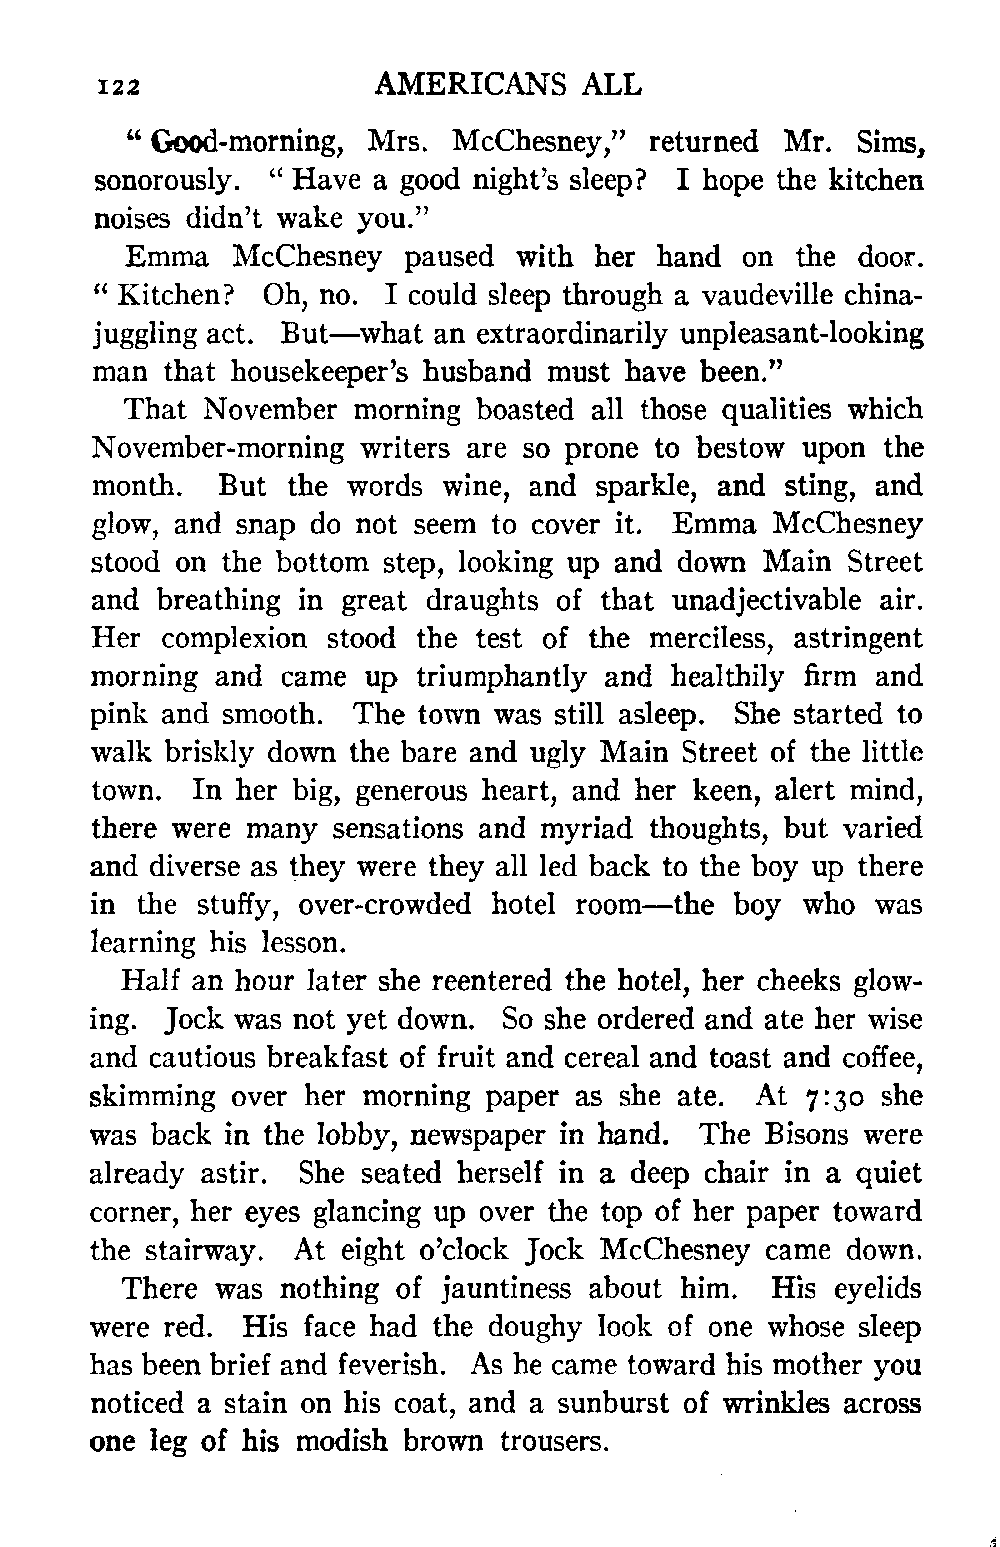 122 AMERICANS ALL
“ Good-morning, Mrs. McChesney,” returned Mr. Sims,
sonorously. “ Have a good night’s sleep? I hope the kitchen
noises didn’t wake you.”
Emma McChesney paused with her hand on the door.
“ Kitchen? Oh, no. I could sleep through a vaudeville china-
juggling act. But—what an extraordinarily unpleasant-looking
man that housekeeper’s husband must have been.”
That November morning boasted all those qualities which
November-morning writers are so prone to bestow upon the
month. But the words wine, and sparkle, and sting, and
glow, and snap do not seem to cover it. Emma McChesney
stood on the bottom step, looking up and down Main Street
and breathing in great draughts of that unadjectivable air.
Her complexion stood the test of the merciless, astringent
morning and came up triumphantly and healthily firm and
pink and smooth. The town was still asleep. She started to
walk briskly down the bare and ugly Main Street of the little
town. In her big, generous heart, and her keen, alert mind,
there were many sensations and myriad thoughts, but varied
and diverse as they were they all led back to the boy up there
in the stuffy, over-crowded hotel room—the boy who was
learning his lesson.
Half an hour later she reentered the hotel, her cheeks glow-
ing. Jock was not yet down. So she ordered and ate her wise
and cautious breakfast of fruit and cereal and toast and coffee,
skimming over her morning paper as she ate. At 7:30 she
was back in the lobby, newspaper in hand. The Bisons were
already astir. She seated herself in a deep chair in a quiet
corner, her eyes glancing up over the top of her paper toward
the stairway. At eight o’clock Jock McChesney came down.
There was nothing of jauntiness about him. His eyelids
were red. His face had the doughy look of one whose sleep
has been brief and feverish. As he came toward his mother you
noticed a stain on his coat, and a sunburst of wrinkles across
one leg of his modish brown trousers.